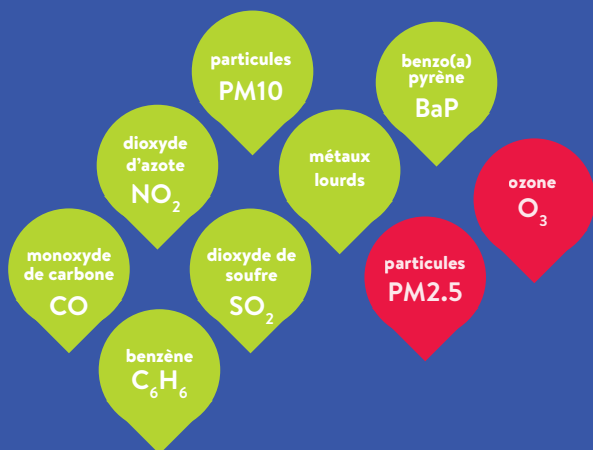 particules
PM10
benzo(a)
pyrène
BaP
dioxyde
d'azote
NO₂
métaux
lourds
ozone
O₃
monoxyde
de carbone
CO
dioxyde de
soufre
SO₂
particules
PM2.5
benzène
C₆H₆